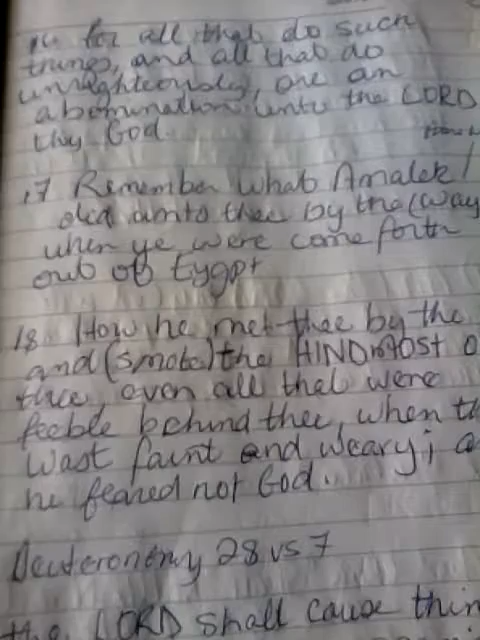 16 for all that do such
things, and all that do
unrighteously, are an
abomination unto the LORD
thy God.
17 Remember what Amalek
did unto thee by the (way
when ye were come forth
out of Eygpt
18 How he met thee by the
and (smote) the HINDMOST o
thee, even all that were
feeble behind thee, when th
wast faint and weary; a
he feared not God.
Deuteronomy 28 vs 7
the LORD shall cause thin